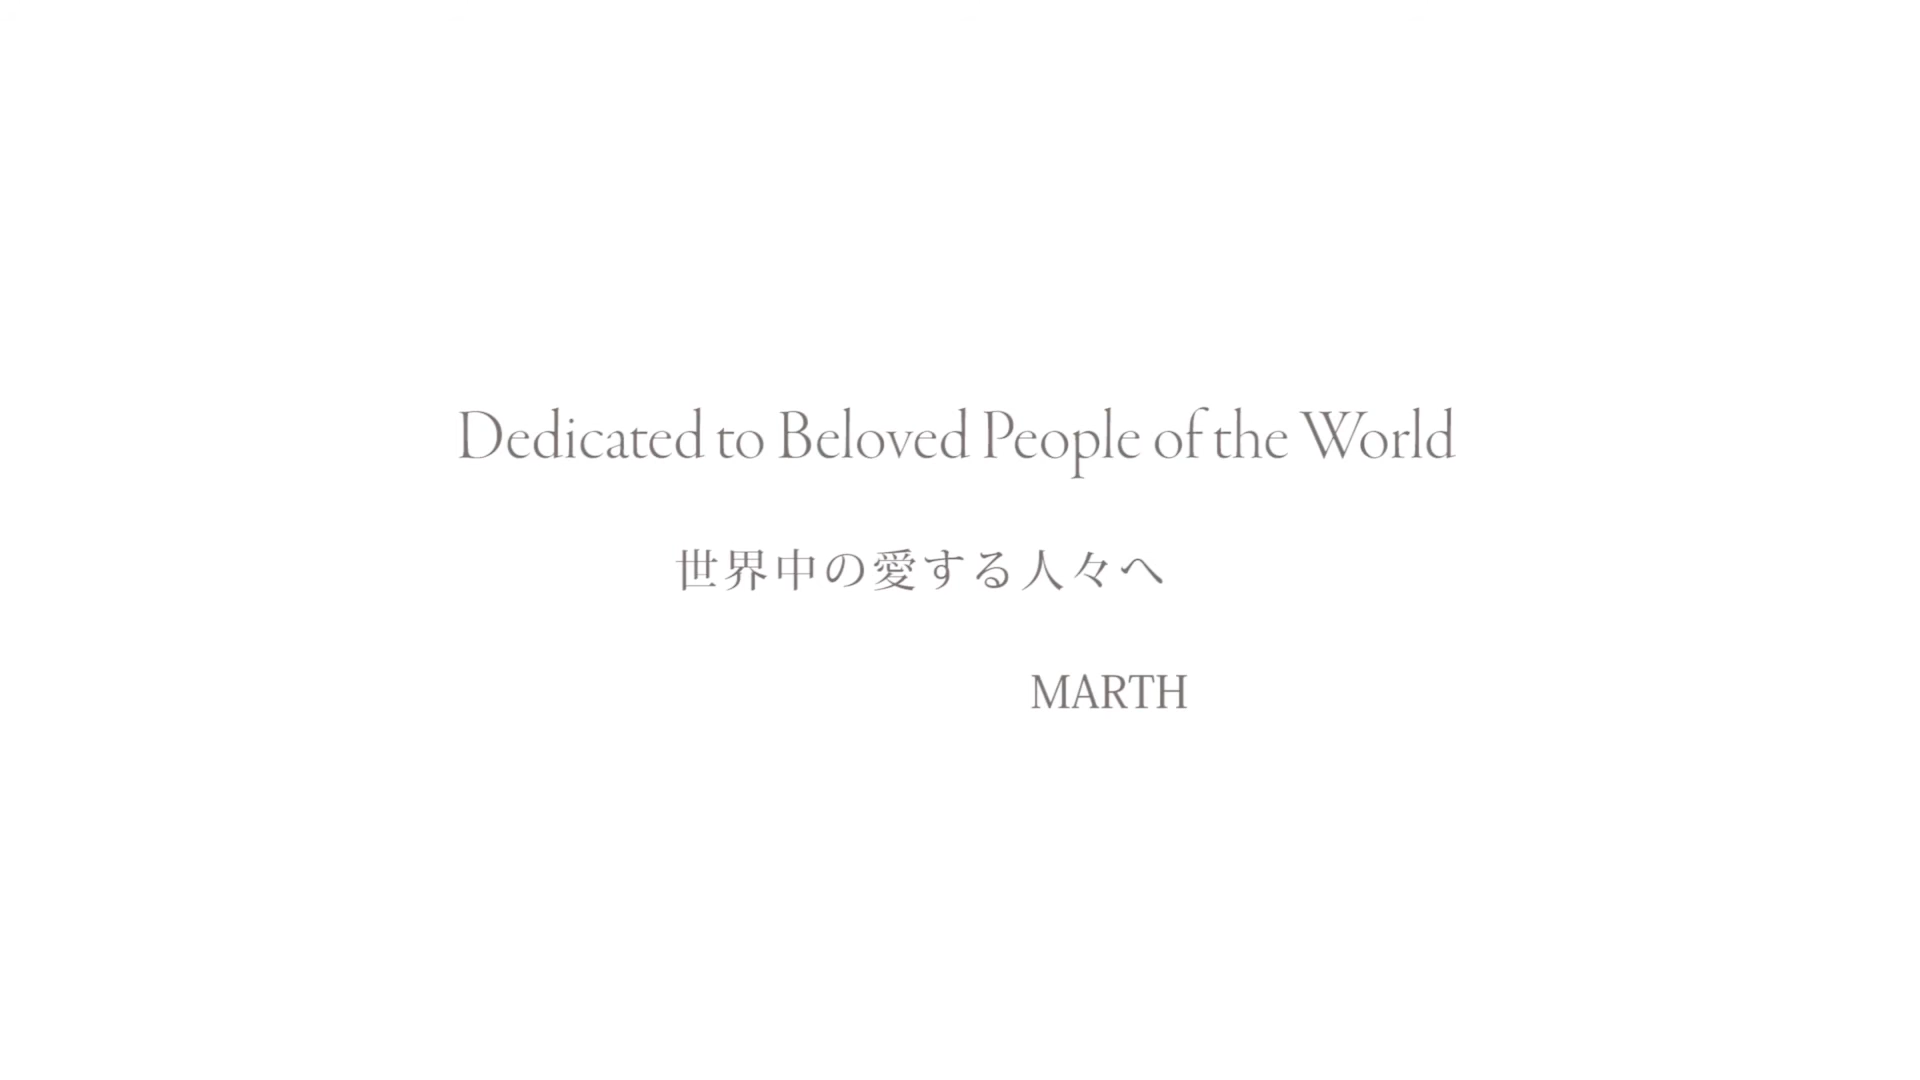 Dedicated to Beloved People of the World
世界中の愛する人々へ
MARTH